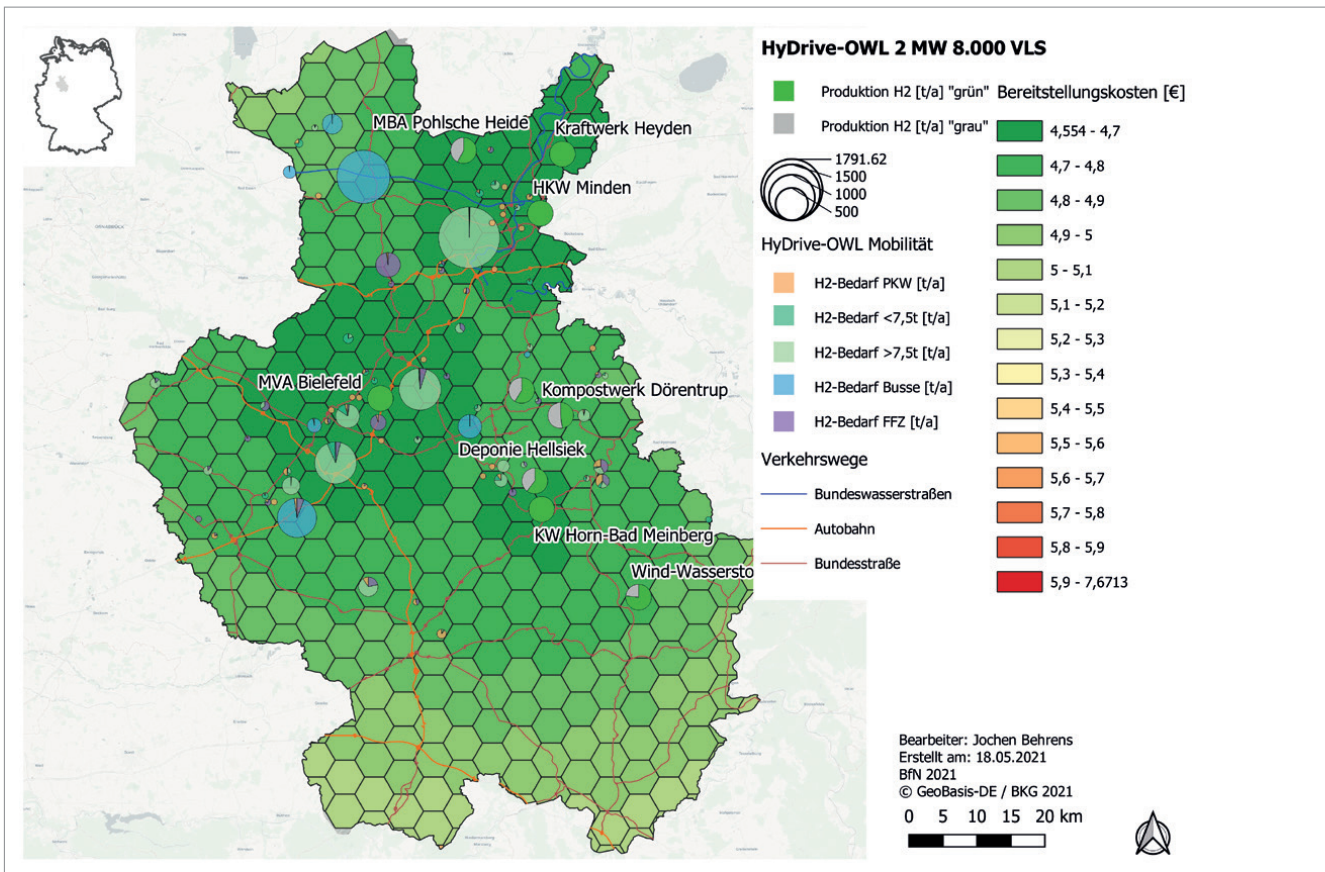 HyDrive-OWL 2 MW 8.000 VLS
Produktion H2 [t/a] "grün"
Produktion H2 [t/a] "grau"
1791.62
1500
1000
500
HyDrive-OWL Mobilität
H2-Bedarf PKW [t/a]
H2-Bedarf <7,5t [t/a]
H2-Bedarf >7,5t [t/a]
H2-Bedarf Busse [t/a]
H2-Bedarf FFZ [t/a]
Verkehrswege
Bundeswasserstraßen
Autobahn
Bundesstraße
Bereitstellungskosten [€]
4,554 - 4,7
4,7 - 4,8
4,8 - 4,9
4,9 - 5
5 - 5,1
5,1 - 5,2
5,2 - 5,3
5,3 - 5,4
5,4 - 5,5
5,5 - 5,6
5,6 - 5,7
5,7 - 5,8
5,8 - 5,9
5,9 - 7,6713
MBA Pohlsche Heide
Kraftwerk Heyden
HKW Minden
MVA Bielefeld
Kompostwerk Dörentrup
Deponie Hellsiek
KW Horn-Bad Meinberg
Wind-Wassersto
Bearbeiter: Jochen Behrens
Erstellt am: 18.05.2021
BfN 2021
© GeoBasis-DE / BKG 2021
0 5 10 15 20 km